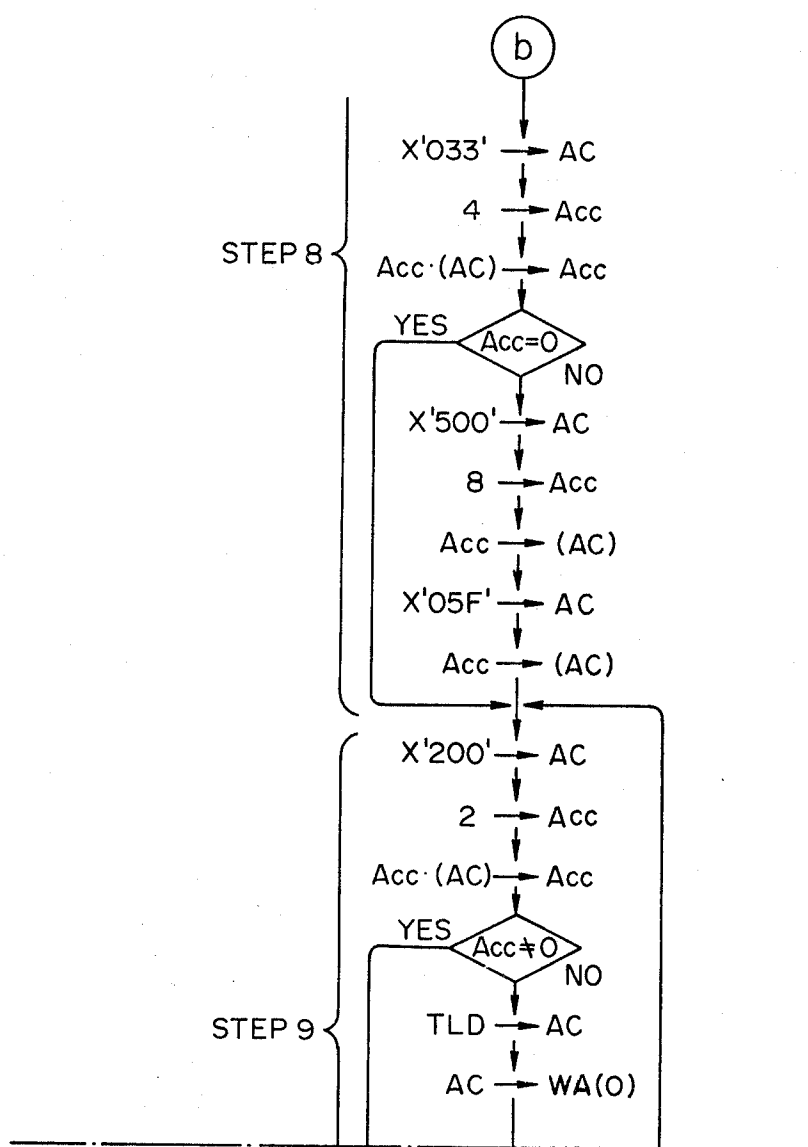 b
X'033' → AC
4 → Acc
STEP 8
Acc·(AC) → Acc
YES
Acc=0
NO
X'500' → AC
8 → Acc
Acc → (AC)
X'05F' → AC
Acc → (AC)
X'200' → AC
2 → Acc
Acc·(AC) → Acc
YES
Acc≠0
NO
STEP 9
TLD → AC
AC → WA(0)